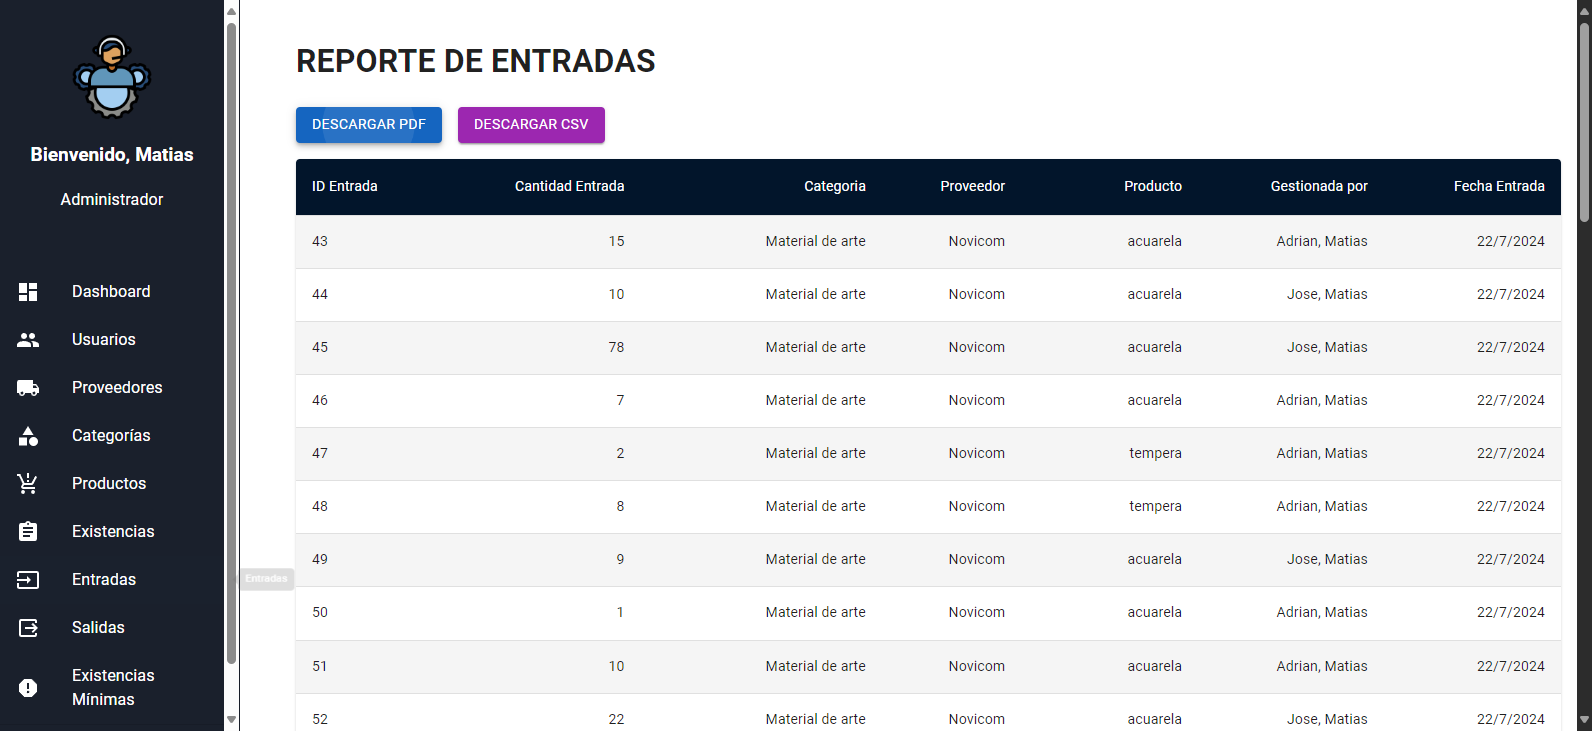 Bienvenido, Matias
Administrador
Dashboard
Usuarios
Proveedores
Categorías
Productos
Existencias
Entradas
Salidas
Existencias
Mínimas
Entradas
REPORTE DE ENTRADAS
DESCARGAR PDF DESCARGAR CSV
ID Entrada Cantidad Entrada Categoria Proveedor Producto Gestionada por Fecha Entrada
43 15 Material de arte Novicom acuarela Adrian, Matias 22/7/2024
44 10 Material de arte Novicom acuarela Jose, Matias 22/7/2024
45 78 Material de arte Novicom acuarela Jose, Matias 22/7/2024
46 7 Material de arte Novicom acuarela Adrian, Matias 22/7/2024
47 2 Material de arte Novicom tempera Adrian, Matias 22/7/2024
48 8 Material de arte Novicom tempera Adrian, Matias 22/7/2024
49 9 Material de arte Novicom acuarela Jose, Matias 22/7/2024
50 1 Material de arte Novicom acuarela Adrian, Matias 22/7/2024
51 10 Material de arte Novicom acuarela Adrian, Matias 22/7/2024
52 22 Material de arte Novicom acuarela Jose, Matias 22/7/2024